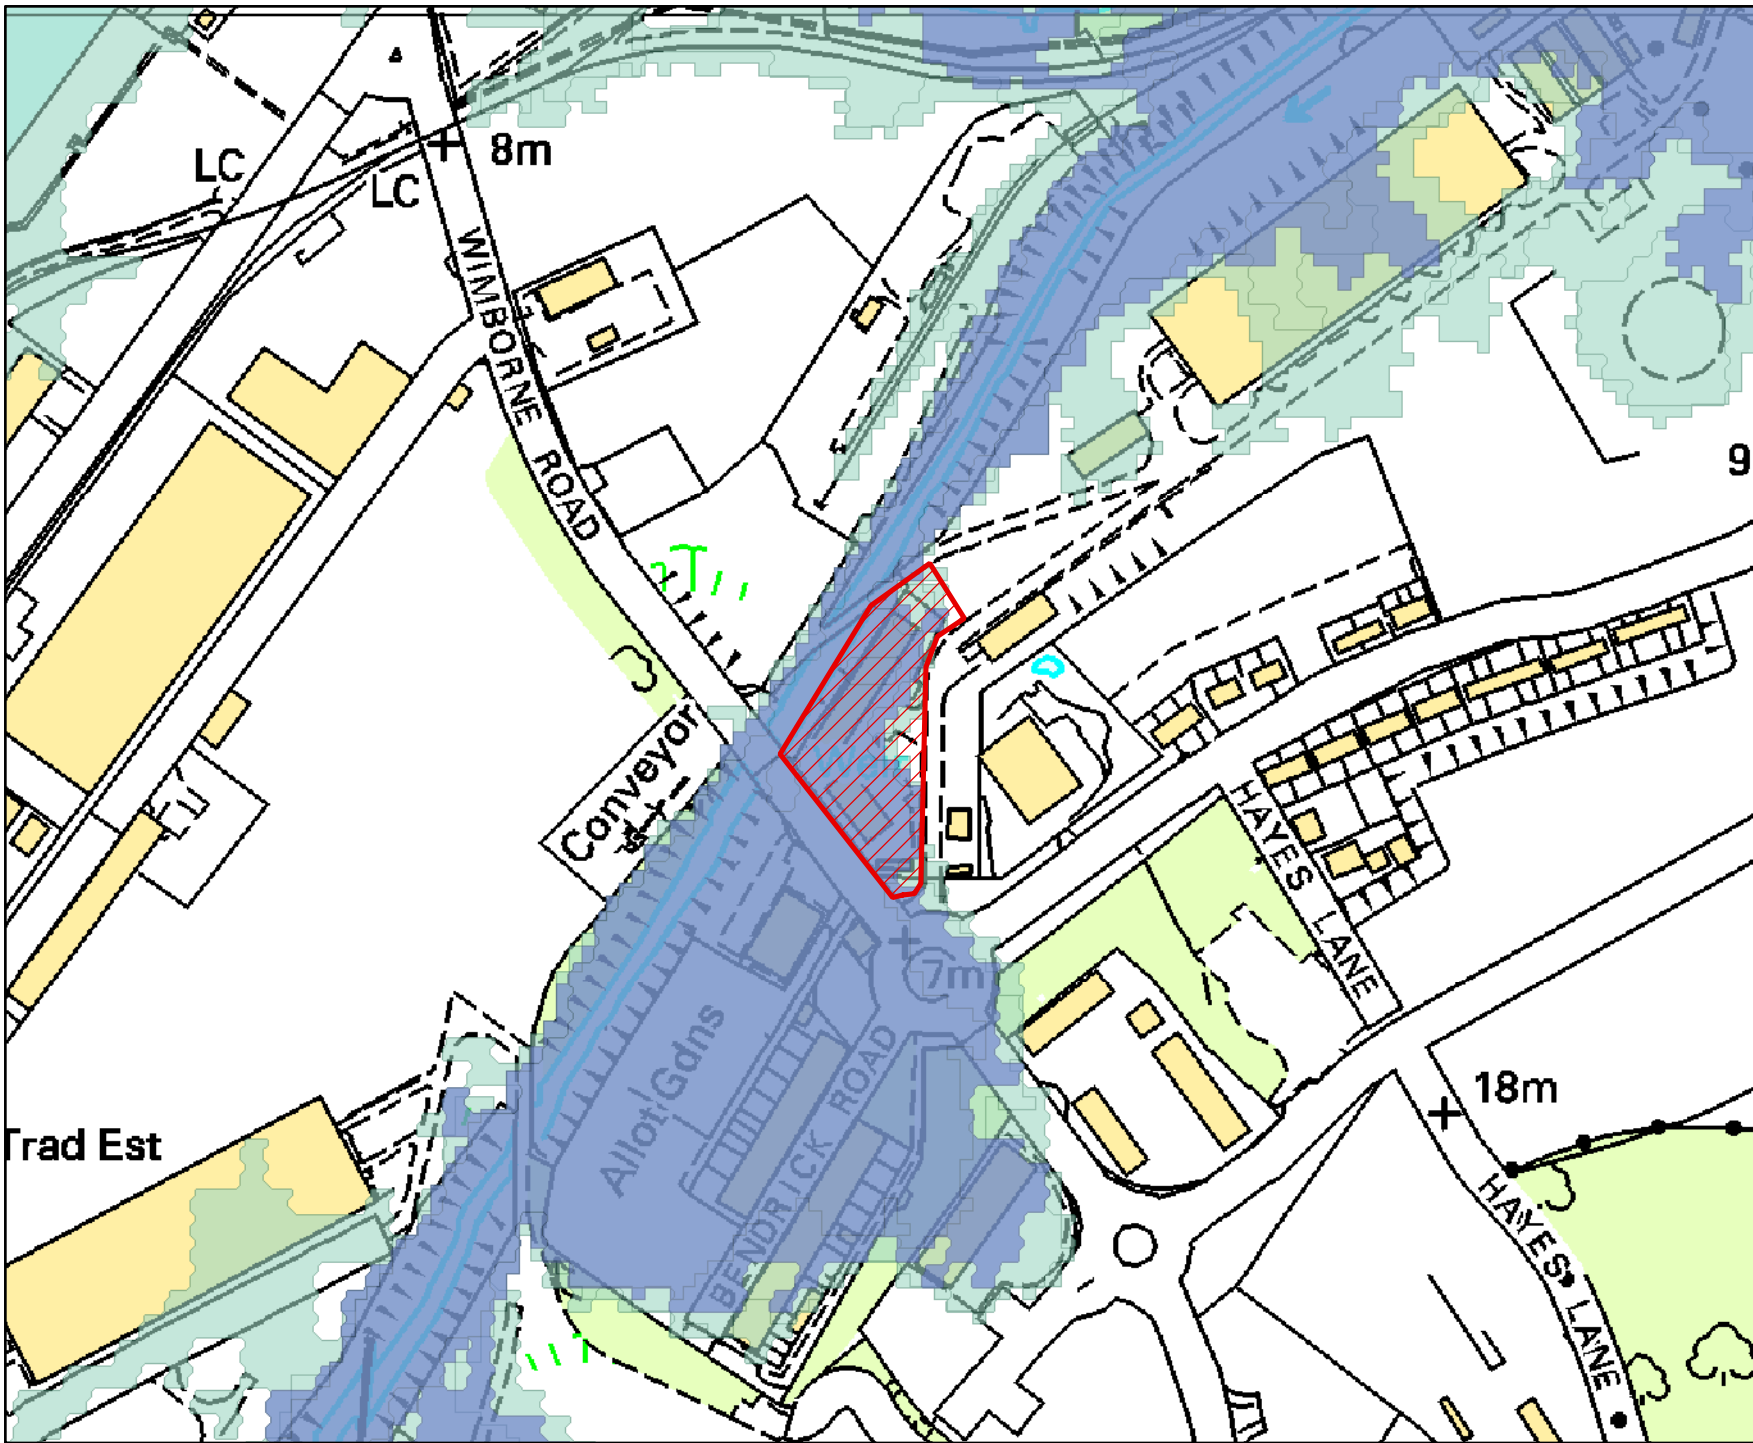 LC
8m
LC
WIMBORNE ROAD
9
Conveyor
HAYES LANE
7m
Allot Gdns
BENDRICK ROAD
18m
Trad Est
HAYES LANE